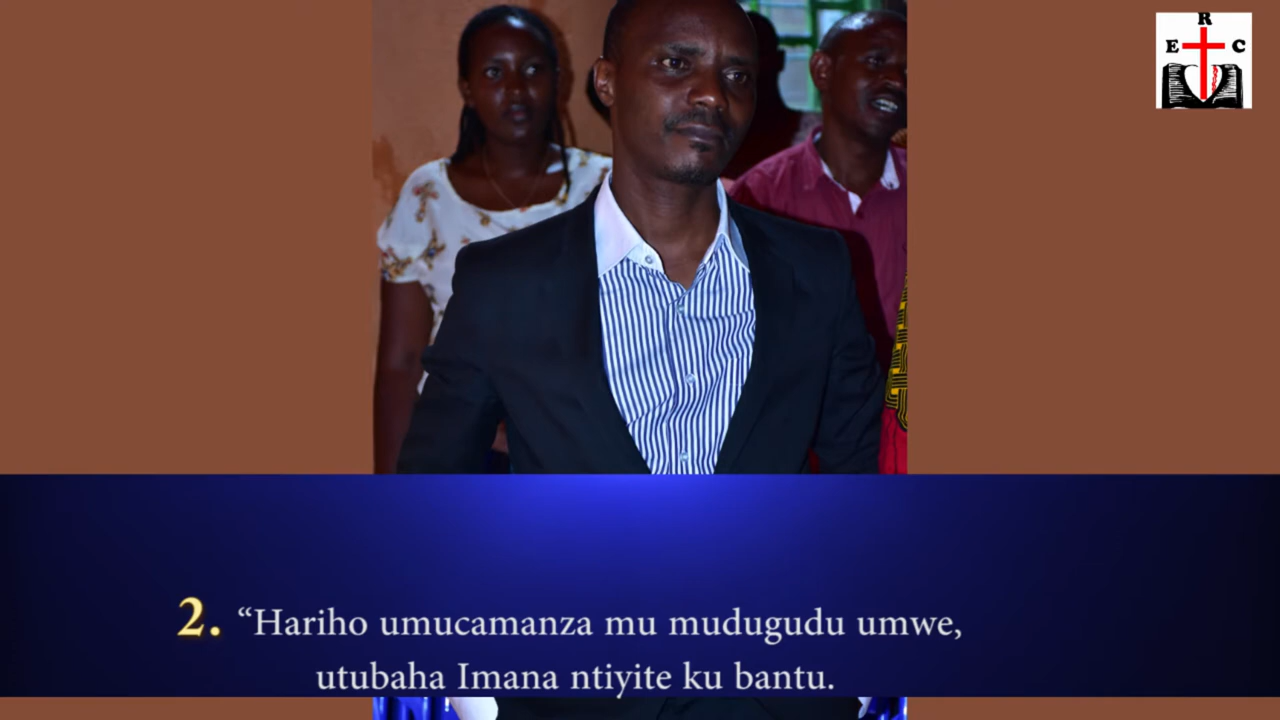 R
E C
2. “Hariho umucamanza mu mudugudu umwe,
utubaha Imana ntiyite ku bantu.